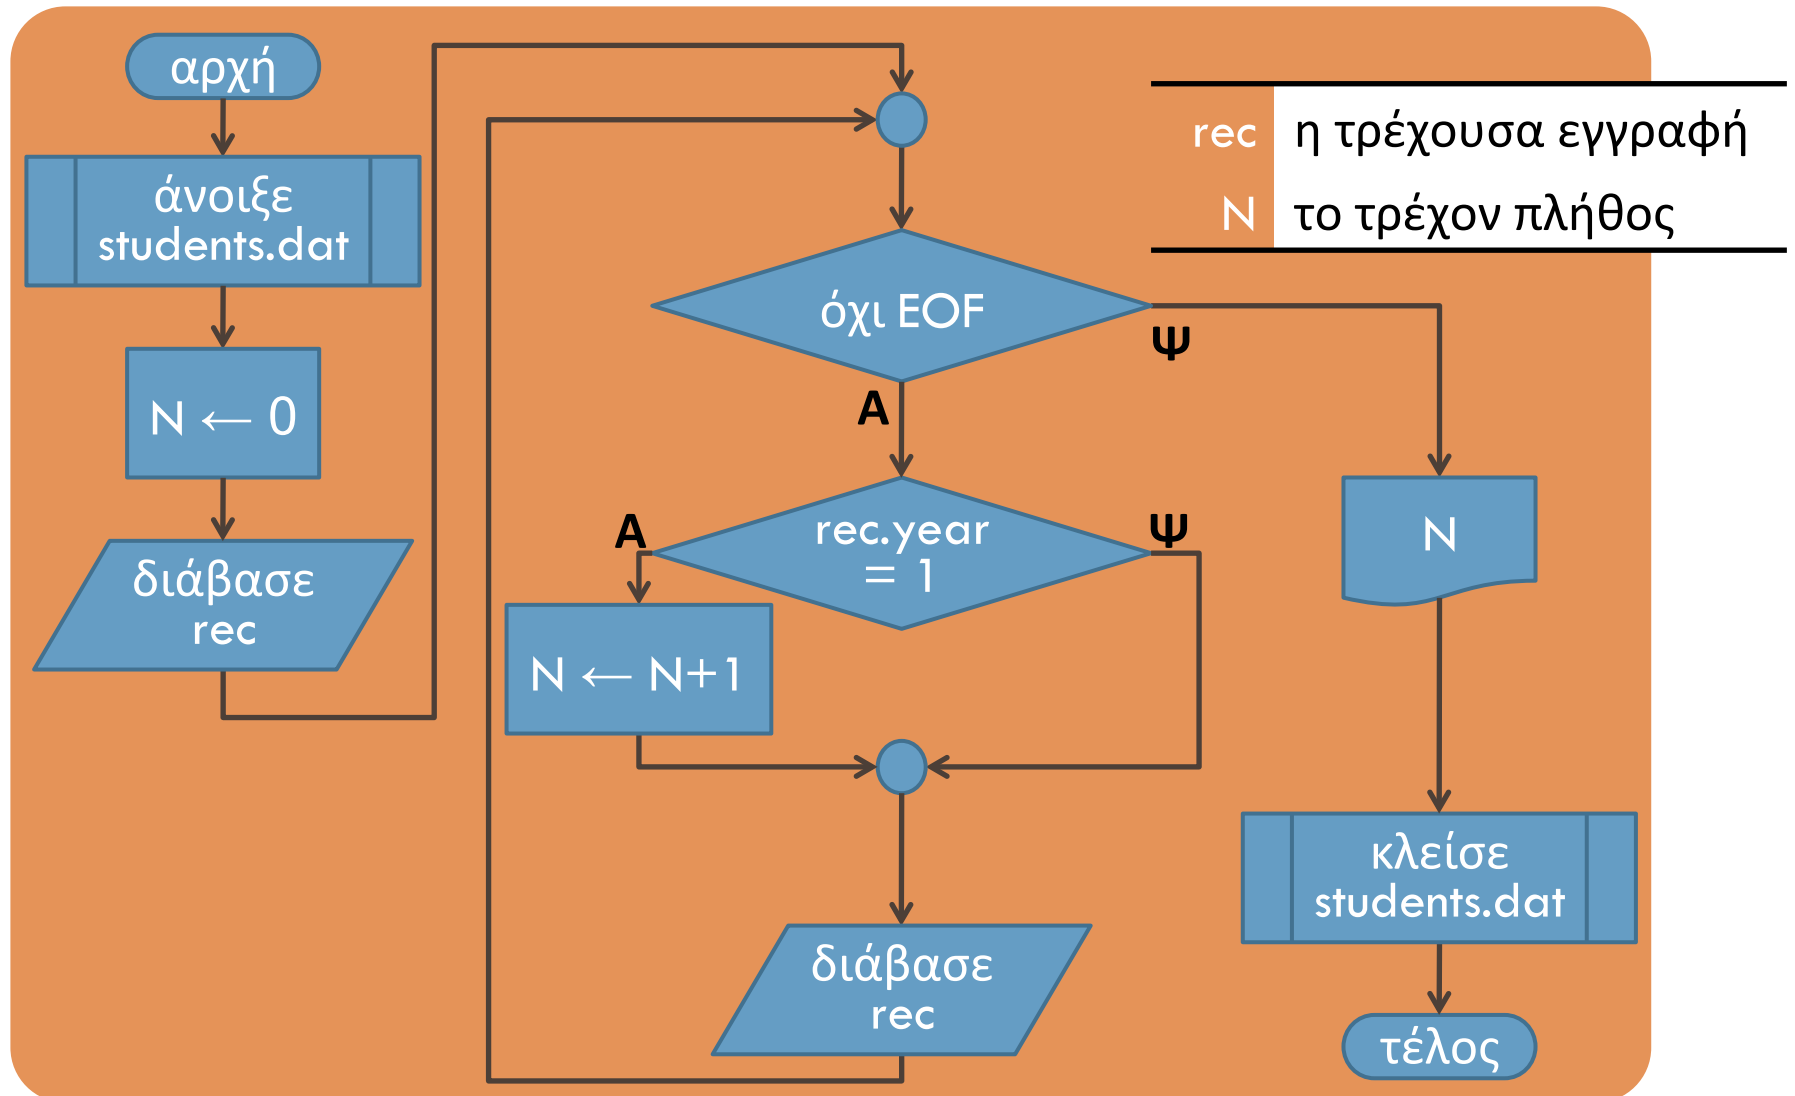 αρχή
άνοιξε
students.dat
N ← 0
διάβασε
rec
rec η τρέχουσα εγγραφή
N το τρέχον πλήθος
όχι EOF
Ψ
Α
rec.year
= 1
Α
Ψ
N ← N+1
διάβασε
rec
N
κλείσε
students.dat
τέλος